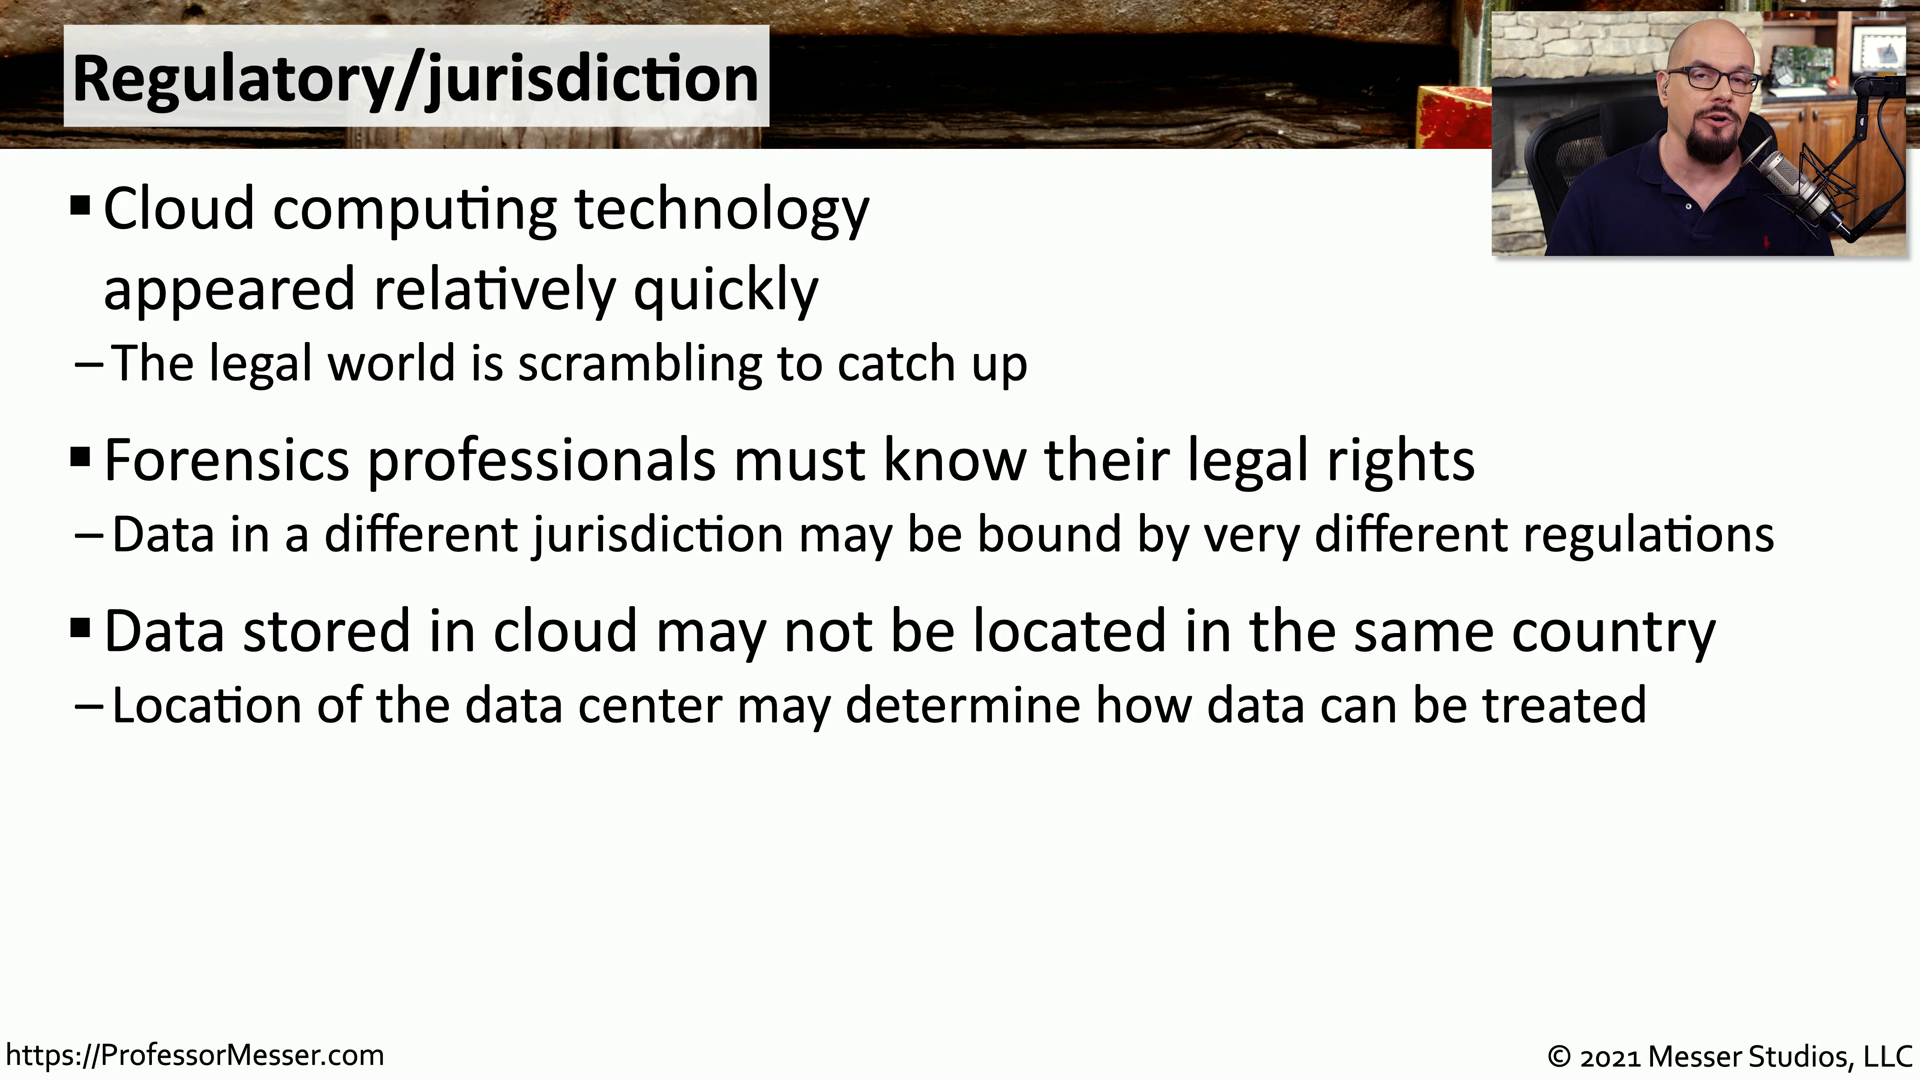 Regulatory/jurisdiction
▪ Cloud computing technology
appeared relatively quickly
– The legal world is scrambling to catch up
▪ Forensics professionals must know their legal rights
– Data in a different jurisdiction may be bound by very different regulations
▪ Data stored in cloud may not be located in the same country
– Location of the data center may determine how data can be treated
https://ProfessorMesser.com
© 2021 Messer Studios, LLC